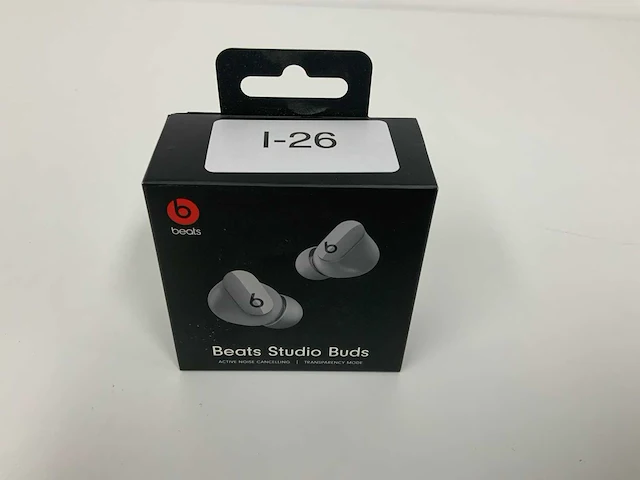 I-26
beats
Beats Studio Buds
ACTIVE NOISE CANCELLING | TRANSPARENCY MODE